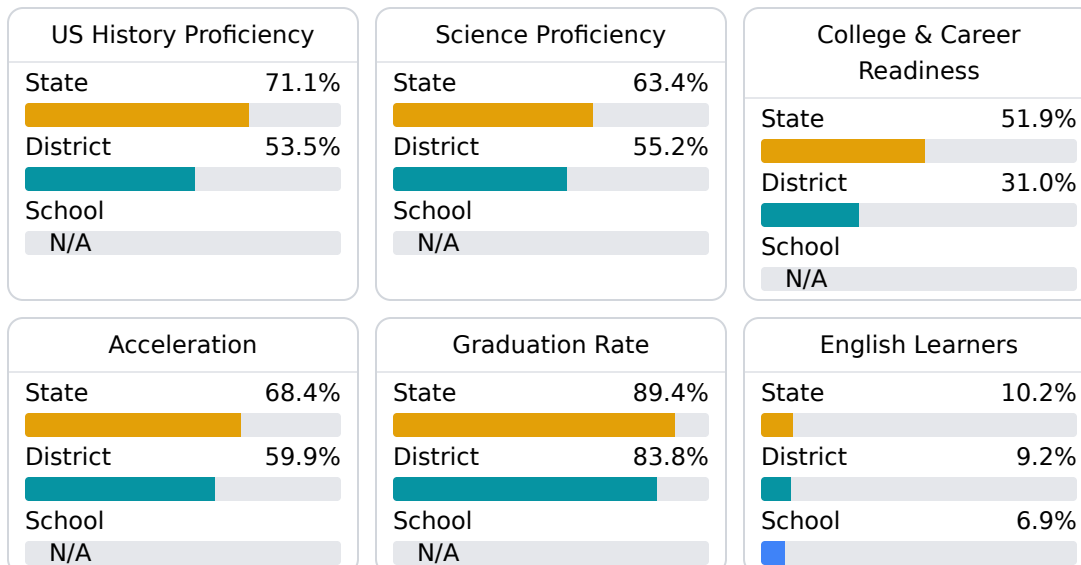 US History Proficiency
State 71.1%
District 53.5%
School
N/A
Science Proficiency
State 63.4%
District 55.2%
School
N/A
College & Career
Readiness
State 51.9%
District 31.0%
School
N/A
Acceleration
State 68.4%
District 59.9%
School
N/A
Graduation Rate
State 89.4%
District 83.8%
School
N/A
English Learners
State 10.2%
District 9.2%
School 6.9%